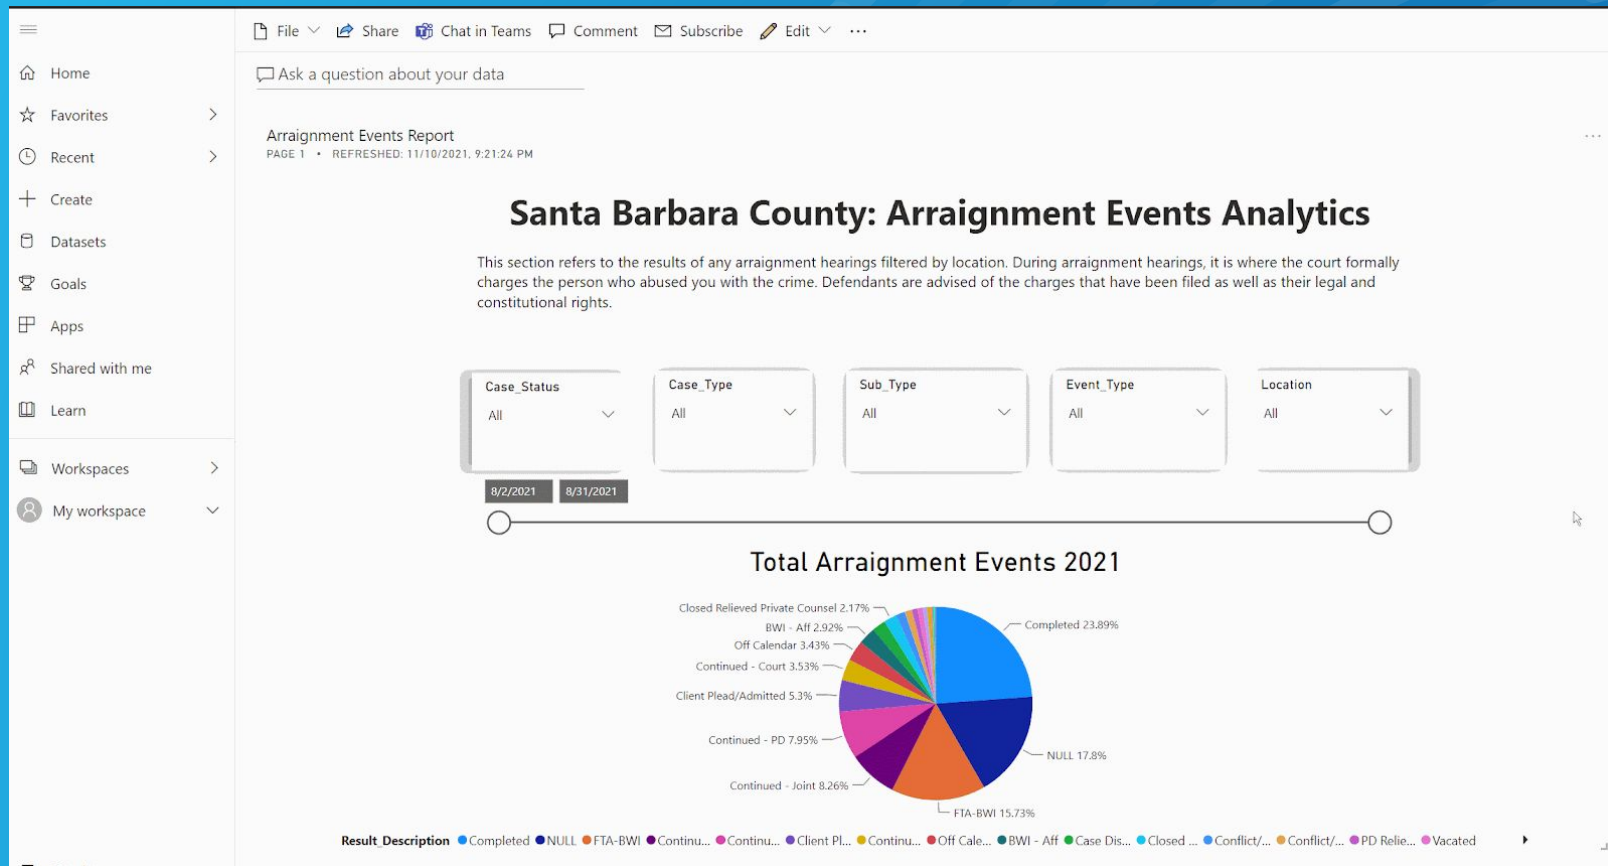 File
Share
Chat in Teams
Comment
Subscribe
Edit
Home
Favorites
Recent
Create
Datasets
Goals
Apps
Shared with me
Learn
Workspaces
My workspace
Ask a question about your data
Arraignment Events Report
PAGE 1 • REFRESHED: 11/10/2021, 9:21:24 PM
Santa Barbara County: Arraignment Events Analytics
This section refers to the results of any arraignment hearings filtered by location. During arraignment hearings, it is where the court formally
charges the person who abused you with the crime. Defendants are advised of the charges that have been filed as well as their legal and
constitutional rights.
Case_Status
All
Case_Type
All
Sub_Type
All
Event_Type
All
Location
All
8/2/2021
8/31/2021
Total Arraignment Events 2021
Closed Relieved Private Counsel 2.17%
BWI - Aff 2.92%
Off Calendar 3.43%
Continued - Court 3.53%
Client Plead/Admitted 5.3%
Continued - PD 7.95%
Continued - Joint 8.26%
Completed 23.89%
NULL 17.8%
FTA-BWI 15.73%
Result_Description Completed NULL FTA-BWI Continu... Continu... Client Pl... Continu... Off Cale... BWI - Aff Case Dis... Closed ... Conflict/... Conflict/... PD Relie... Vacated